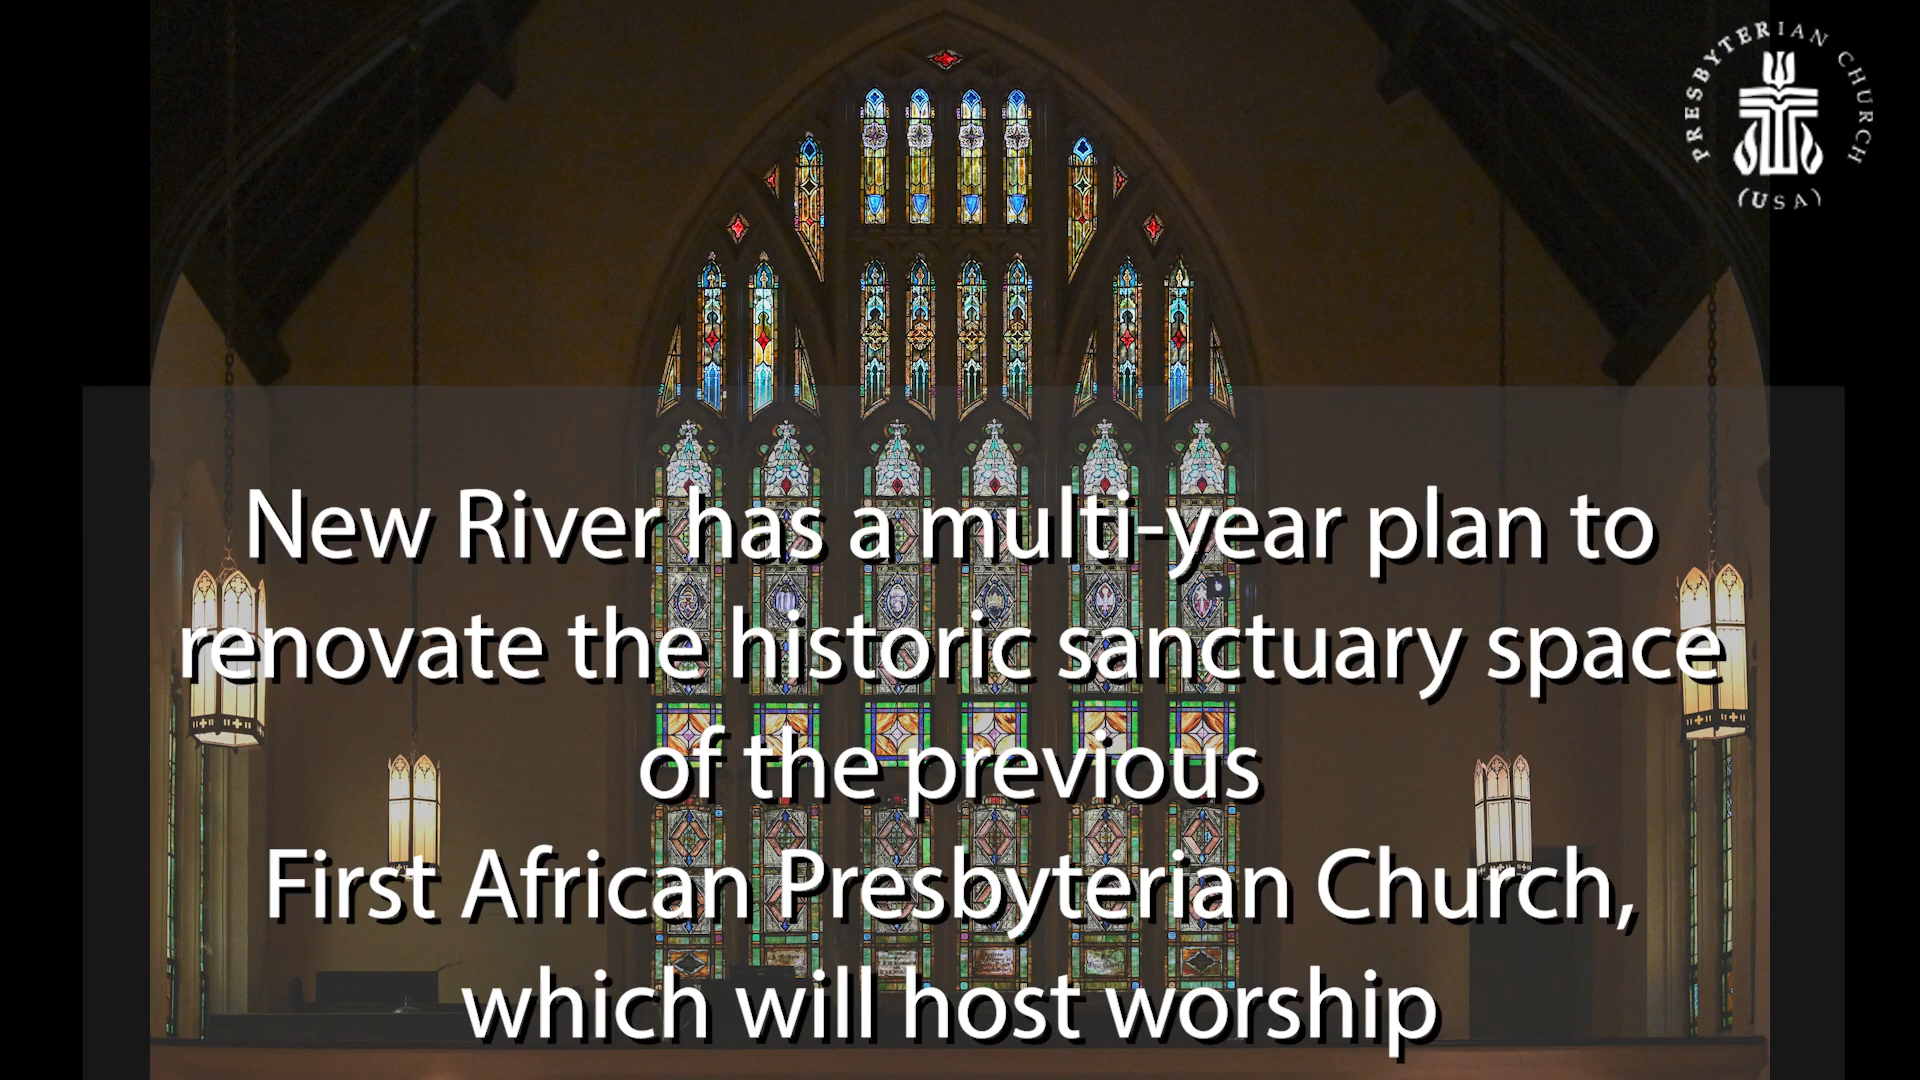 PRESBYTERIAN CHURCH
(USA)
New River has a multi-year plan to
renovate the historic sanctuary space
of the previous
First African Presbyterian Church,
which will host worship